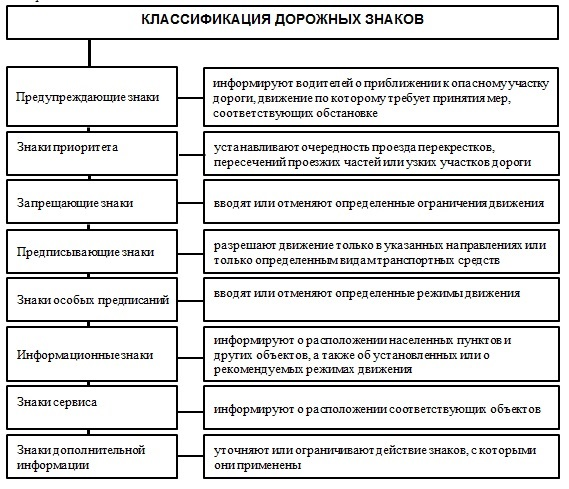 КЛАССИФИКАЦИЯ ДОРОЖНЫХ ЗНАКОВ
Предупреждающие знаки
информируют водителей о приближении к опасному участку
дороги, движение по которому требует принятия мер,
соответствующих обстановке
Знаки приоритета
устанавливают очередность проезда перекрестков,
пересечений проезжих частей или узких участков дороги
Запрещающие знаки
вводят или отменяют определенные ограничения движения
Предписывающие знаки
разрешают движение только в указанных направлениях или
только определенным видам транспортных средств
Знаки особых предписаний
вводят или отменяют определенные режимы движения
Информационные знаки
информируют о расположении населенных пунктов и
других объектов, а также об установленных или о
рекомендуемых режимах движения
Знаки сервиса
информируют о расположении соответствующих объектов
Знаки дополнительной
информации
уточняют или ограничивают действие знаков, с которыми
они применены